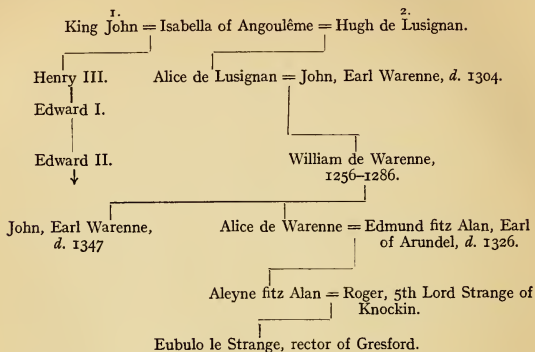 1. 2.
King John = Isabella of Angoulême = Hugh de Lusignan.
Henry III. Alice de Lusignan = John, Earl Warenne, d. 1304.
Edward I.
Edward II. William de Warenne,
1256–1286.
John, Earl Warenne, Alice de Warenne = Edmund fitz Alan, Earl
d. 1347 of Arundel, d. 1326.
Aleyne fitz Alan = Roger, 5th Lord Strange of
Knockin.
Eubulo le Strange, rector of Gresford.